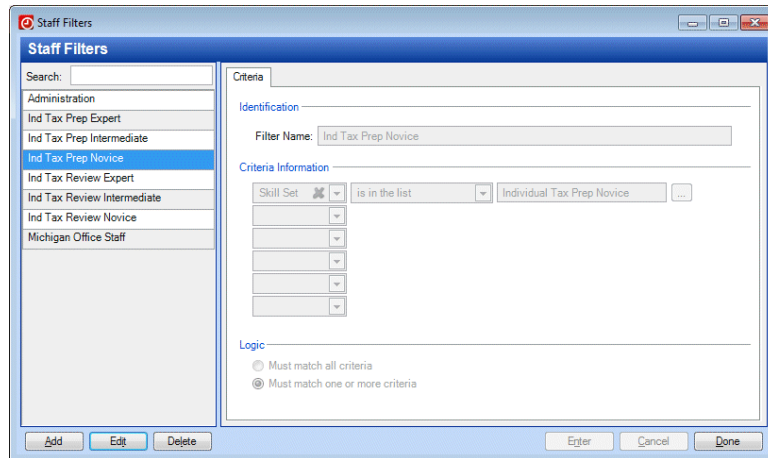 Staff Filters
Staff Filters
Search:
Administration
Ind Tax Prep Expert
Ind Tax Prep Intermediate
Ind Tax Prep Novice
Ind Tax Review Expert
Ind Tax Review Intermediate
Ind Tax Review Novice
Michigan Office Staff
Criteria
Identification
Filter Name: Ind Tax Prep Novice
Criteria Information
Skill Set is in the list Individual Tax Prep Novice ...
Logic
Must match all criteria
Must match one or more criteria
Add Edit Delete Enter Cancel Done